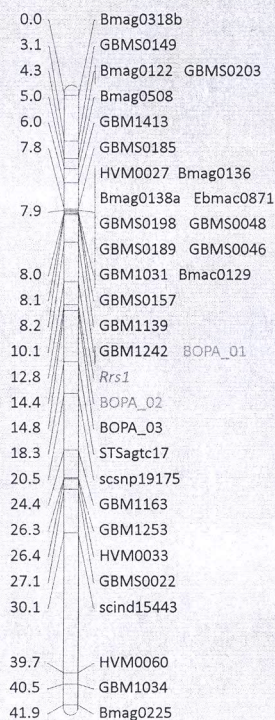 0.0 Bmag0318b
3.1 GBMS0149
4.3 Bmag0122 GBMS0203
5.0 Bmag0508
6.0 GBM1413
7.8 GBMS0185
HVM0027 Bmag0136
Bmag0138a Ebmac0871
7.9 GBMS0198 GBMS0048
GBMS0189 GBMS0046
8.0 GBM1031 Bmac0129
8.1 GBMS0157
8.2 GBM1139
10.1 GBM1242 BOPA_01
12.8 Rrs1
14.4 BOPA_02
14.8 BOPA_03
18.3 STSagtc17
20.5 scsnp19175
24.4 GBM1163
26.3 GBM1253
26.4 HVM0033
27.1 GBMS0022
30.1 scind15443
39.7 HVM0060
40.5 GBM1034
41.9 Bmag0225